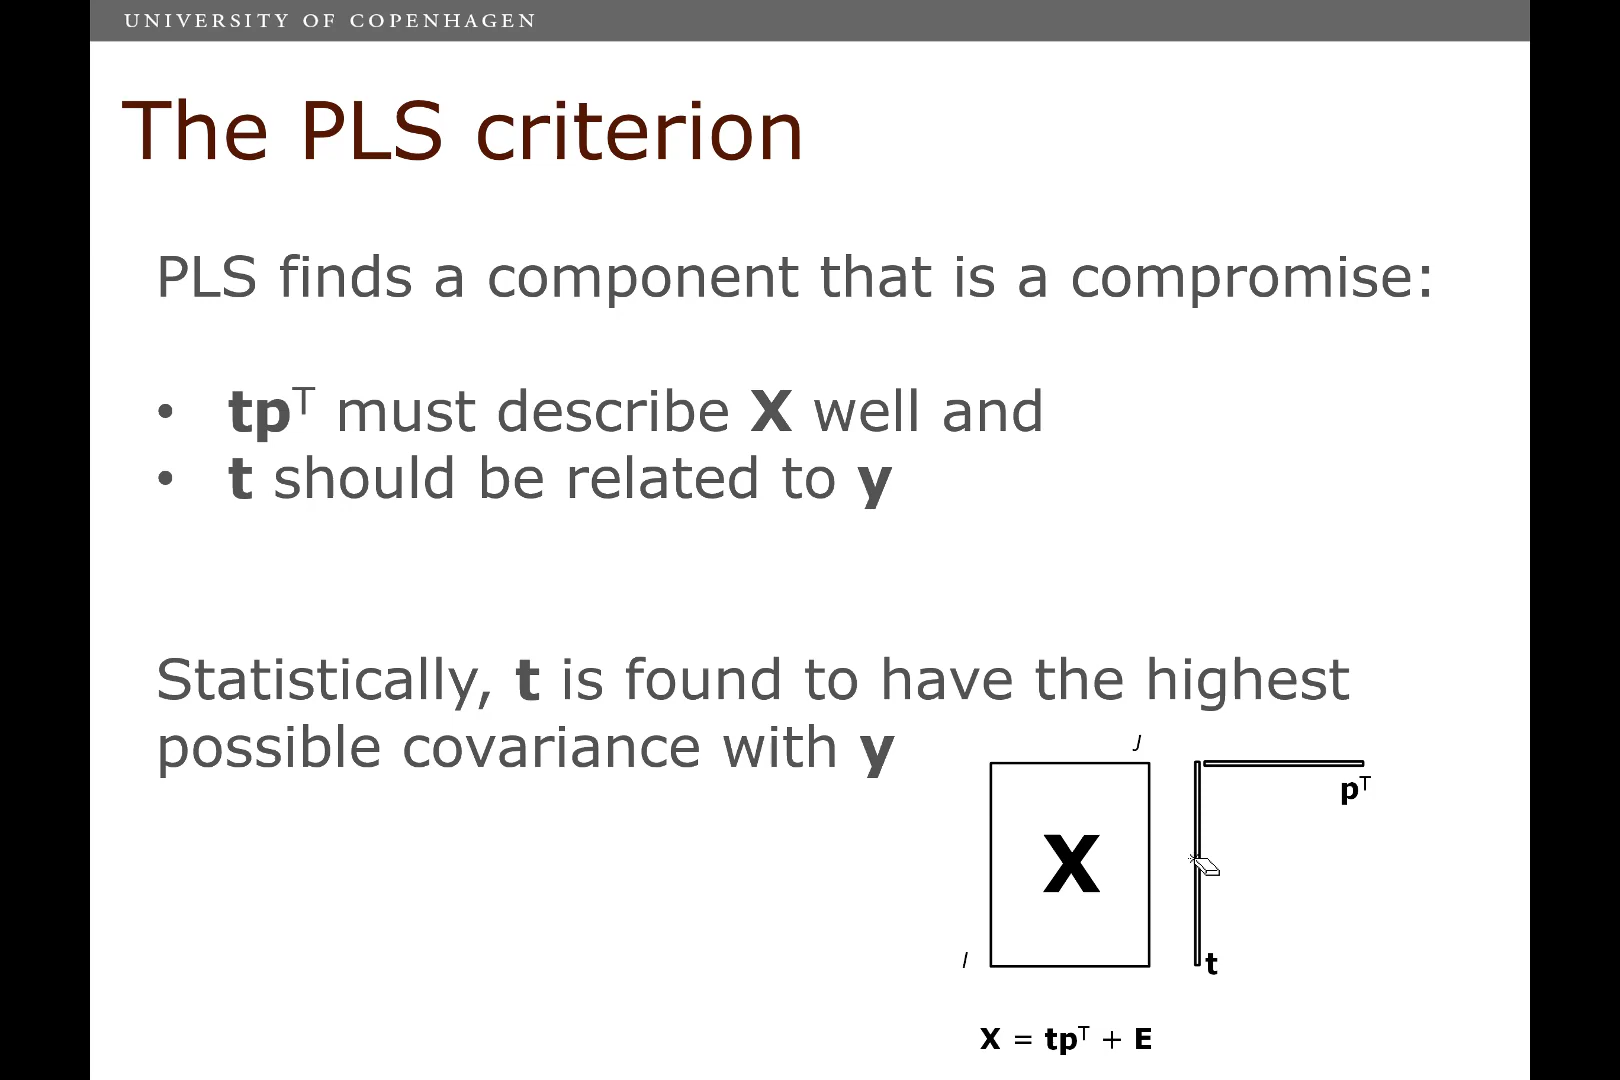 UNIVERSITY OF COPENHAGEN
The PLS criterion
PLS finds a component that is a compromise:
• tpᵀ must describe X well and
• t should be related to y
Statistically, t is found to have the highest
possible covariance with y
J
pᵀ
X
I
t
X = tpᵀ + E